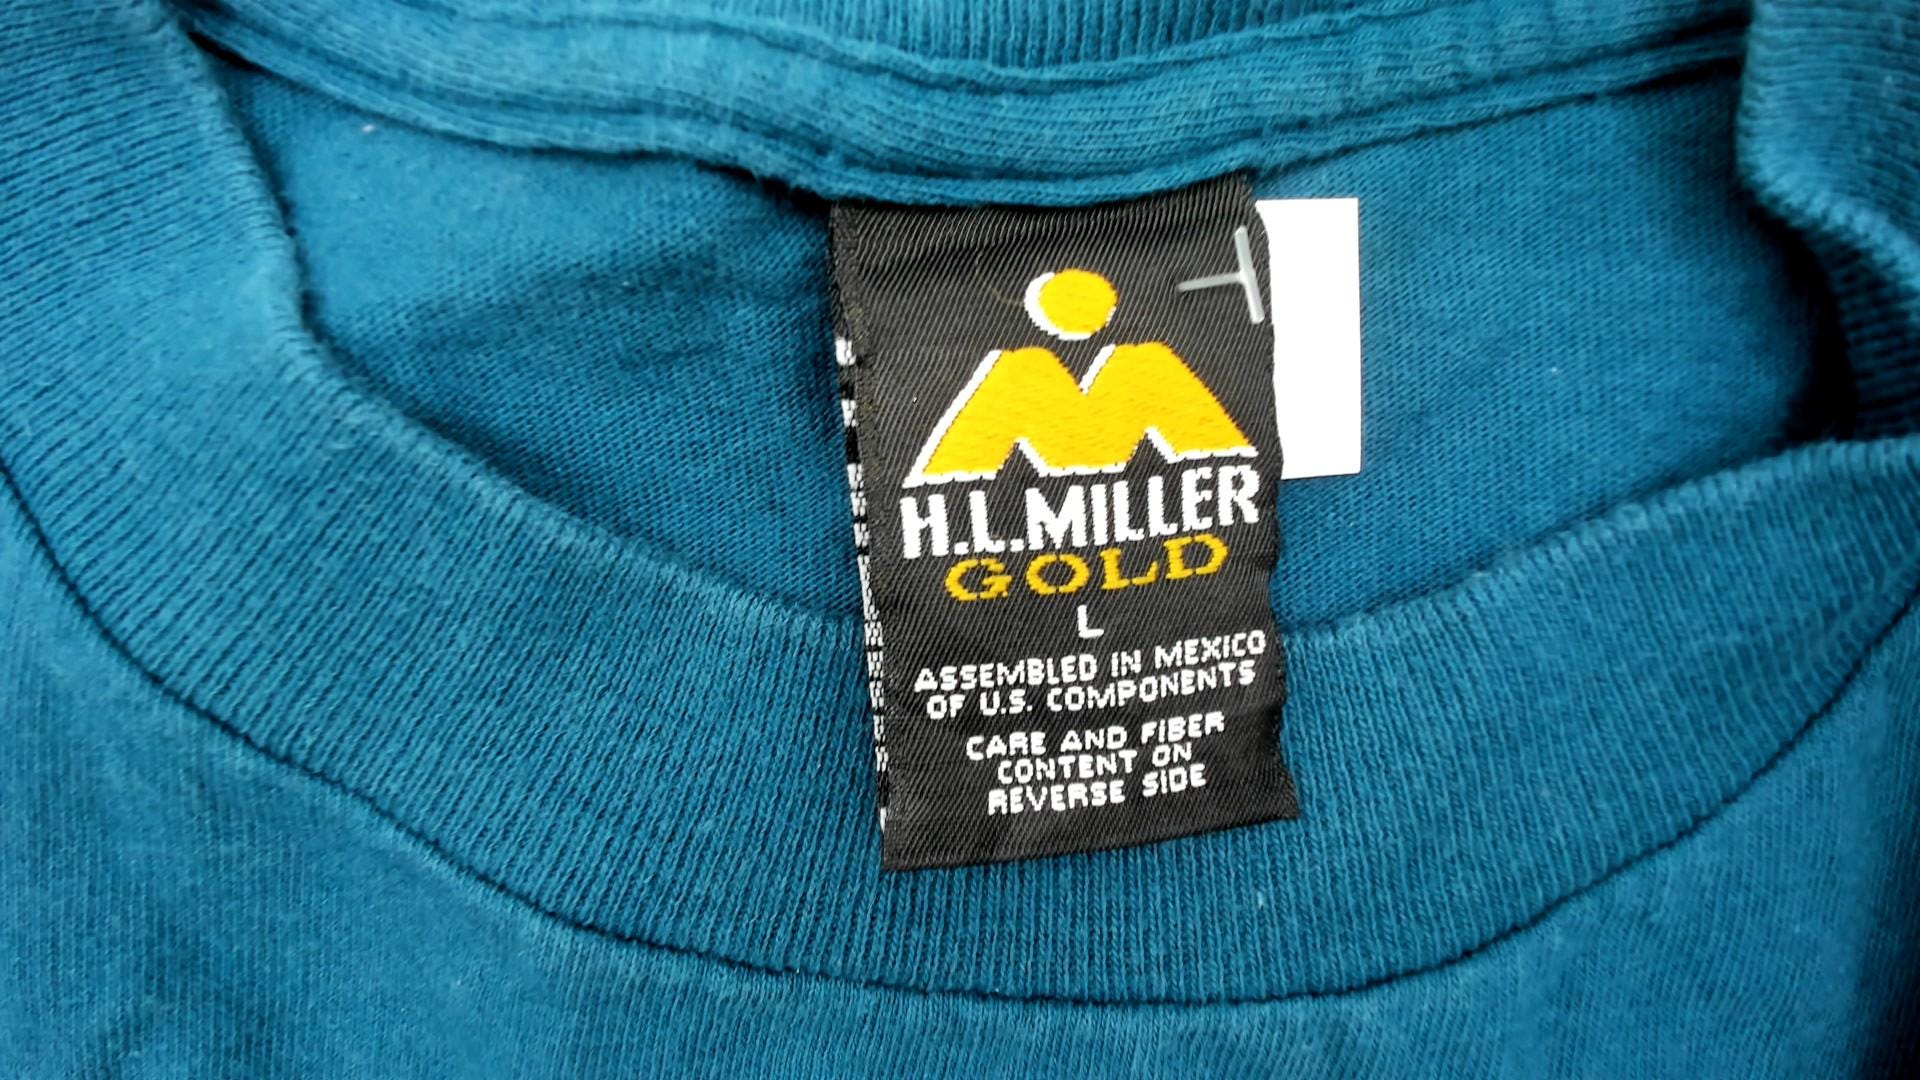 H.L.MILLER
GOLD
L
ASSEMBLED IN MEXICO
OF U.S. COMPONENTS
CARE AND FIBER
CONTENT ON
REVERSE SIDE